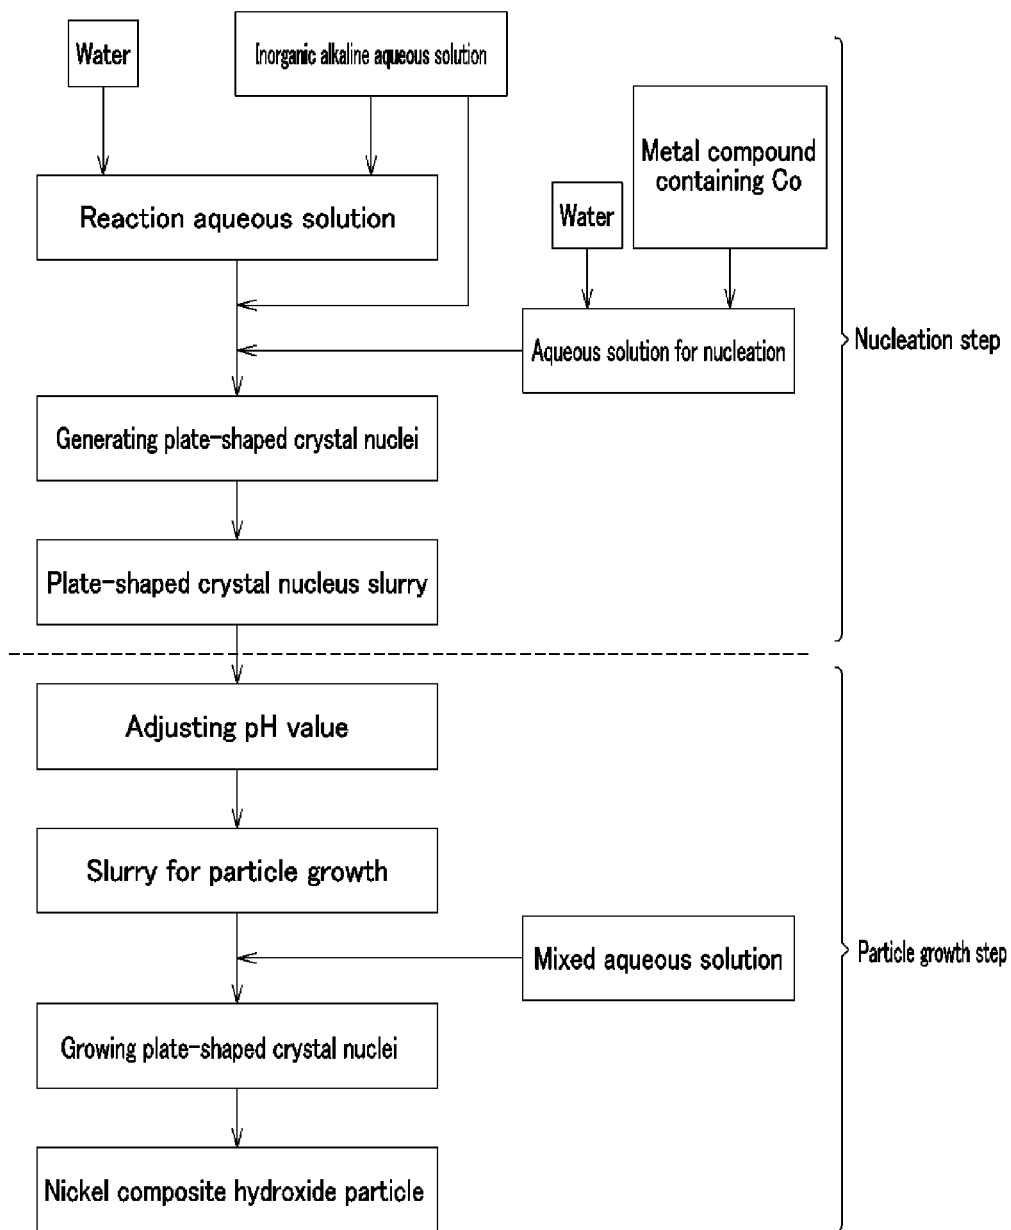 Water
Inorganic alkaline aqueous solution
Metal compound
containing Co
Reaction aqueous solution
Water
Aqueous solution for nucleation
Nucleation step
Generating plate-shaped crystal nuclei
Plate-shaped crystal nucleus slurry
Adjusting pH value
Slurry for particle growth
Mixed aqueous solution
Particle growth step
Growing plate-shaped crystal nuclei
Nickel composite hydroxide particle